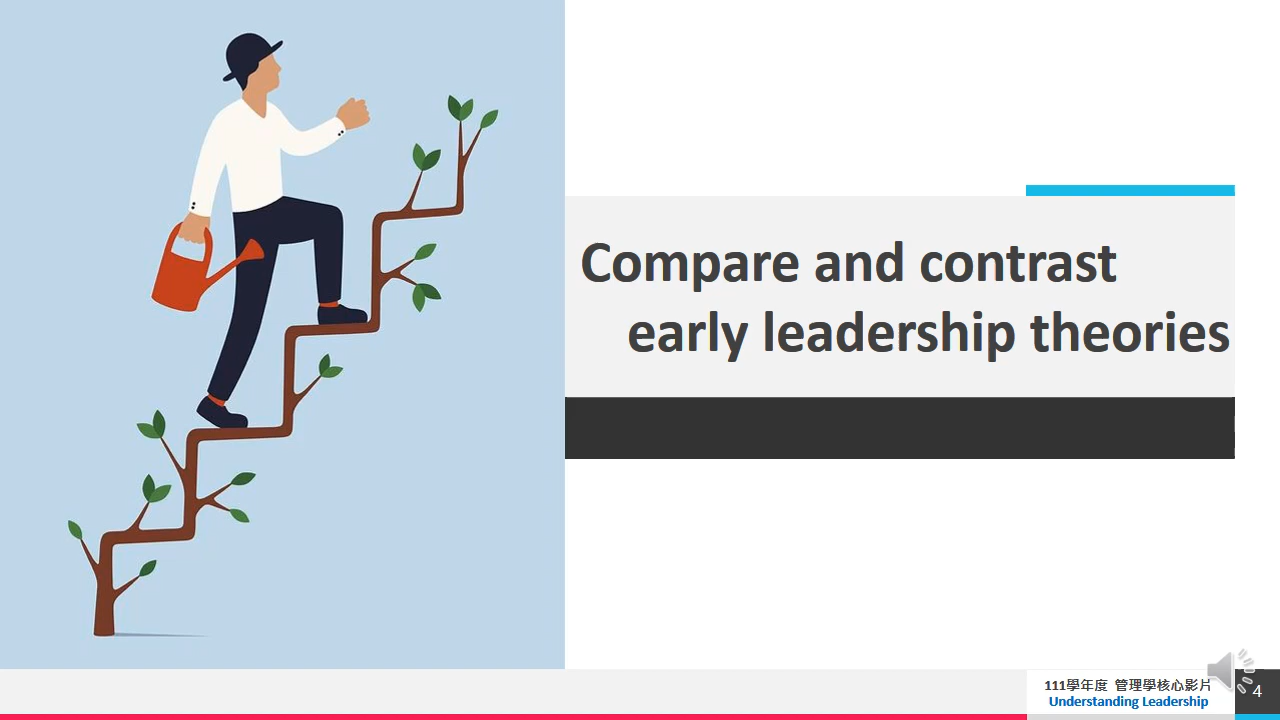 Compare and contrast
early leadership theories
111學年度 管理學核心影片
Understanding Leadership
4